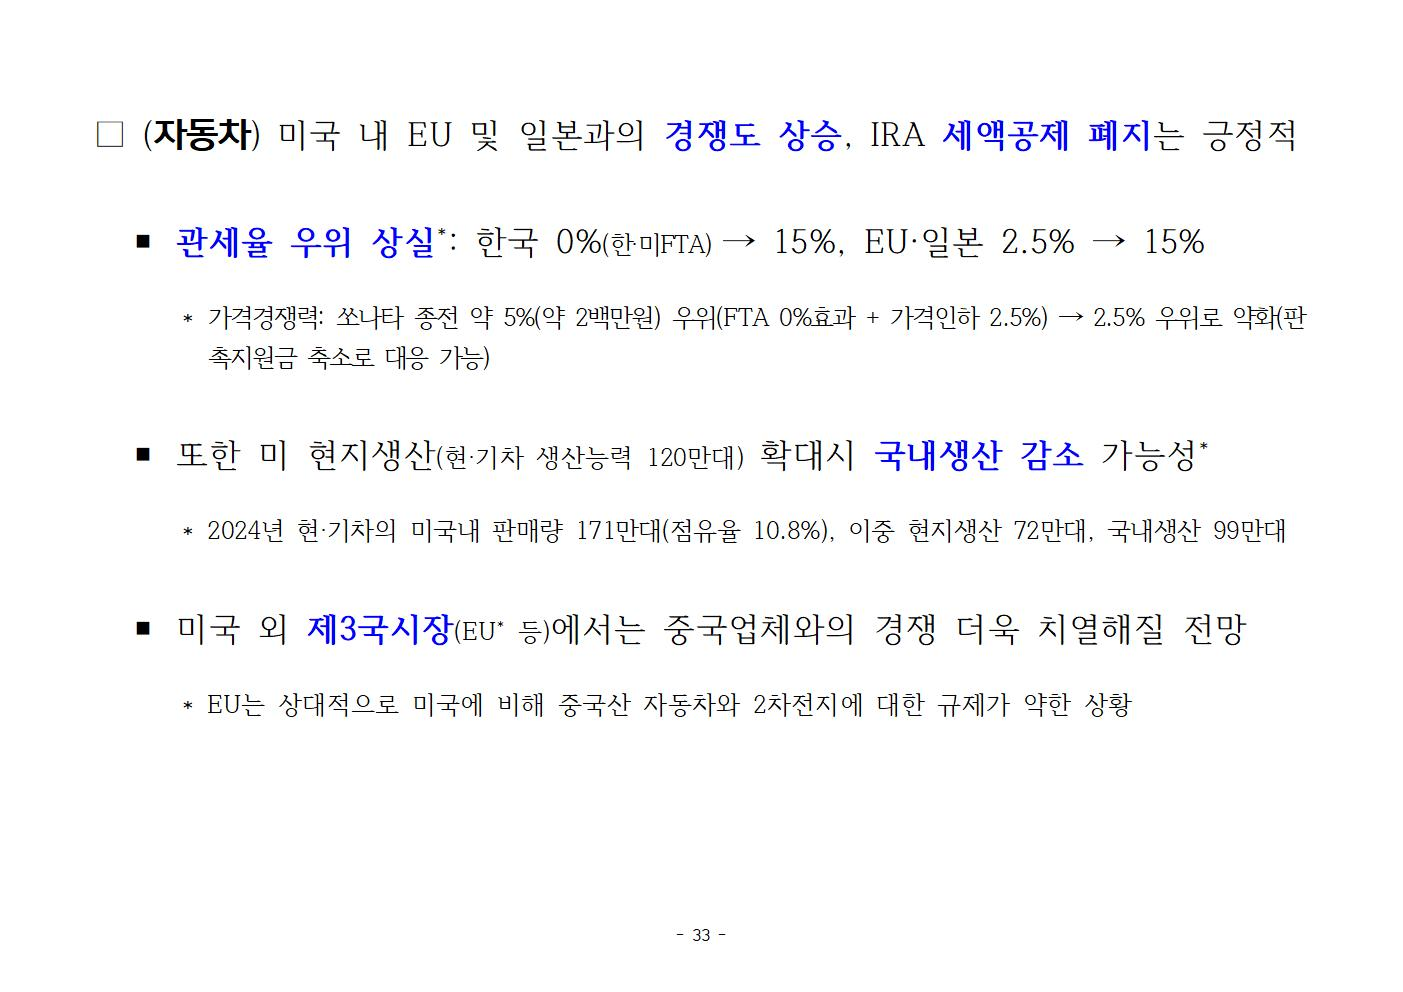 □ (자동차) 미국 내 EU 및 일본과의 경쟁도 상승, IRA 세액공제 폐지는 긍정적
▪ 관세율 우위 상실*: 한국 0%(한·미FTA) → 15%, EU·일본 2.5% → 15%
* 가격경쟁력: 쏘나타 종전 약 5%(약 2백만원) 우위(FTA 0%효과 + 가격인하 2.5%) → 2.5% 우위로 약화(판
촉지원금 축소로 대응 가능)
▪ 또한 미 현지생산(현·기차 생산능력 120만대) 확대시 국내생산 감소 가능성*
* 2024년 현·기차의 미국내 판매량 171만대(점유율 10.8%), 이중 현지생산 72만대, 국내생산 99만대
▪ 미국 외 제3국시장(EU* 등)에서는 중국업체와의 경쟁 더욱 치열해질 전망
* EU는 상대적으로 미국에 비해 중국산 자동차와 2차전지에 대한 규제가 약한 상황
- 33 -